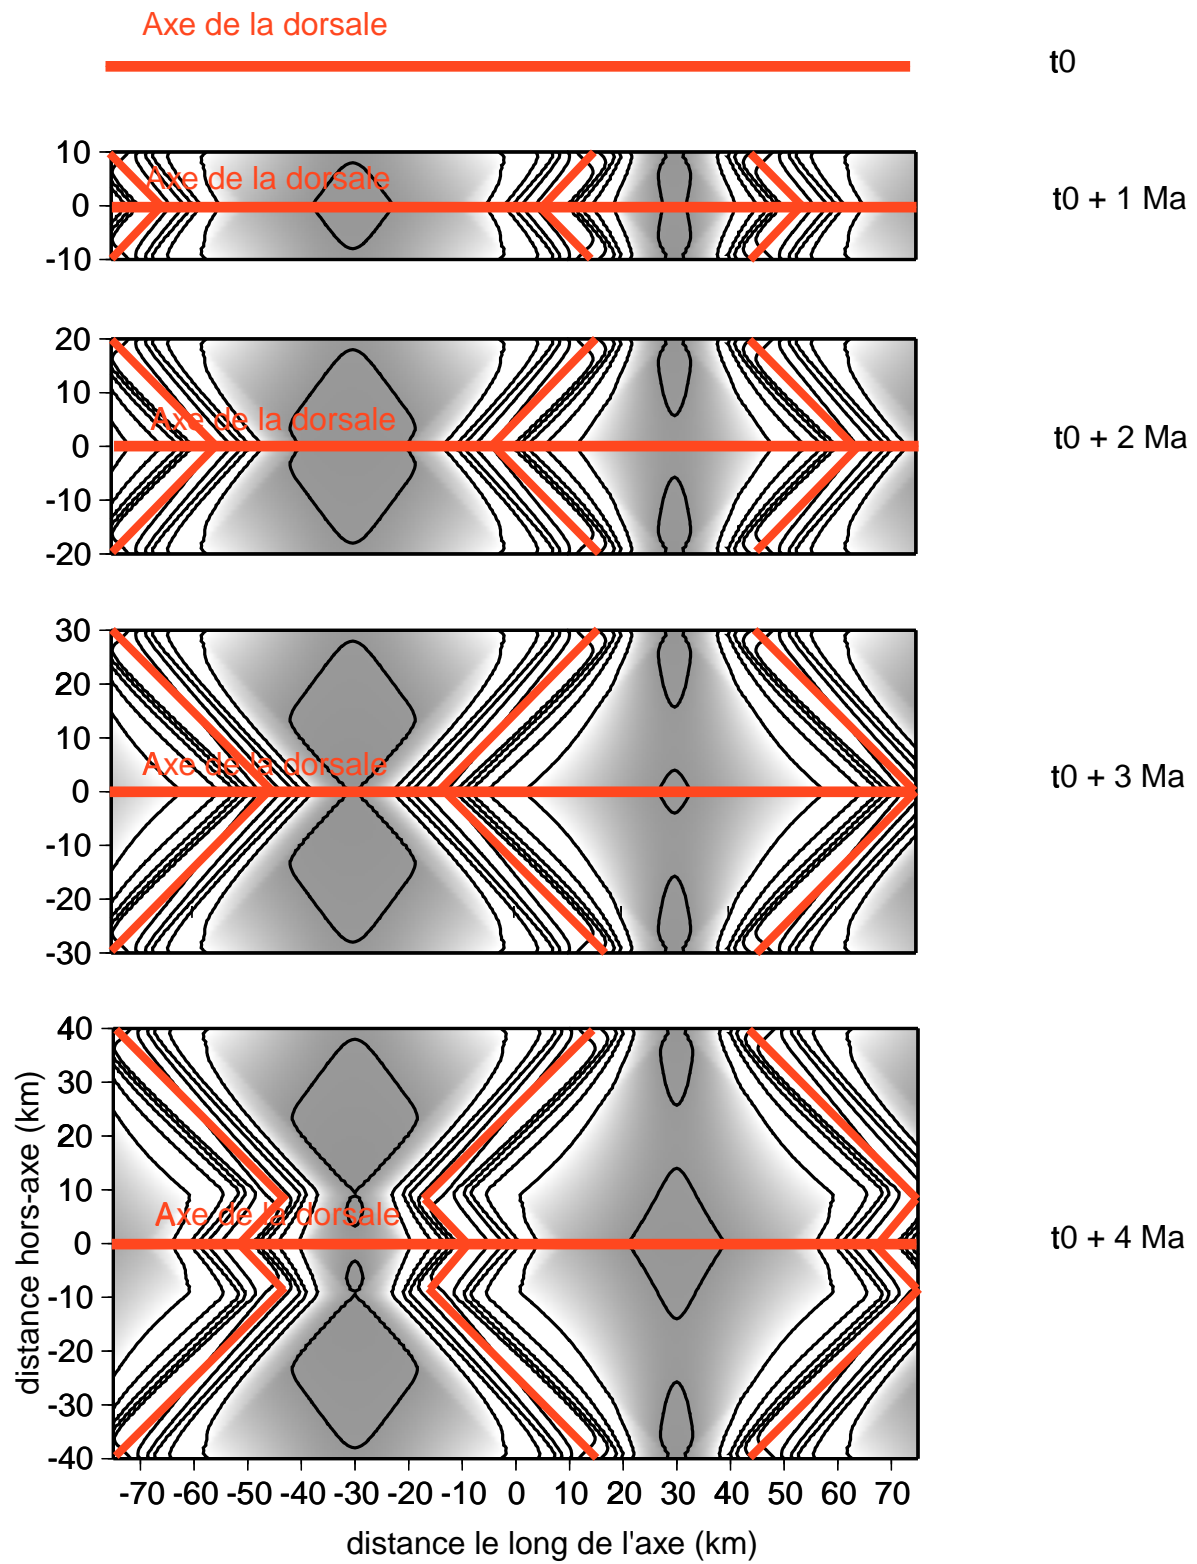 Axe de la dorsale
t0
10
0
-10
Axe de la dorsale
t0 + 1 Ma
20
10
0
-10
-20
Axe de la dorsale
t0 + 2 Ma
30
20
10
0
-10
-20
-30
Axe de la dorsale
t0 + 3 Ma
40
30
20
10
0
-10
-20
-30
-40
Axe de la dorsale
t0 + 4 Ma
distance hors-axe (km)
-70 -60 -50 -40 -30 -20 -10 0 10 20 30 40 50 60 70
distance le long de l'axe (km)